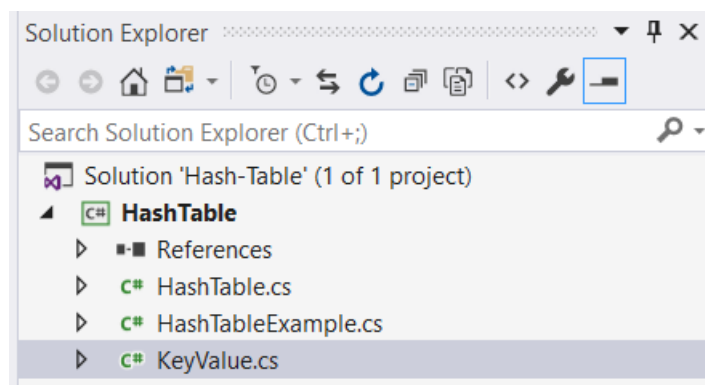 Solution Explorer
Search Solution Explorer (Ctrl+;)
Solution 'Hash-Table' (1 of 1 project)
C# HashTable
References
C# HashTable.cs
C# HashTableExample.cs
C# KeyValue.cs